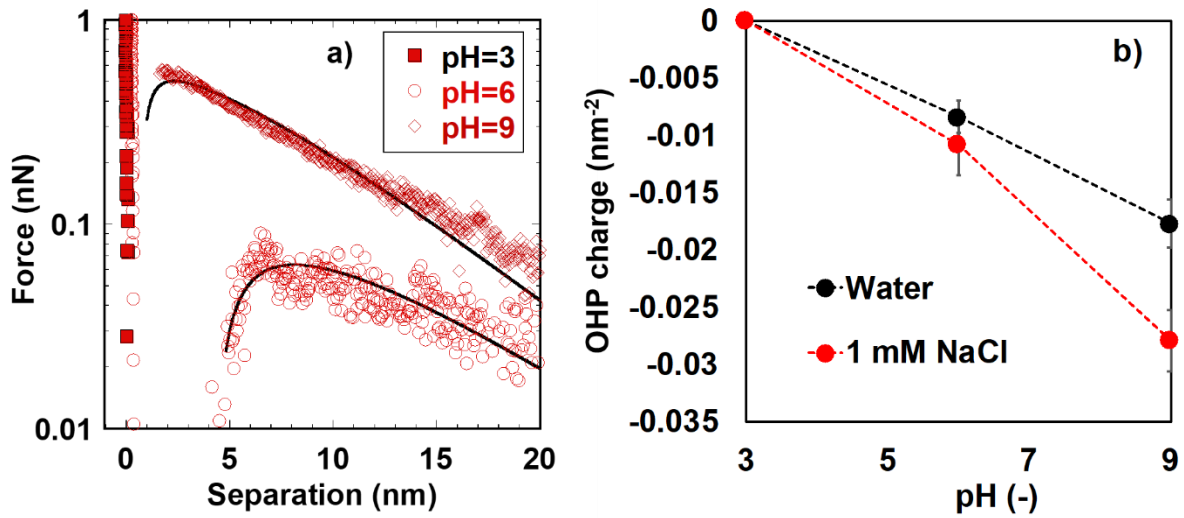 a)
pH=3
pH=6
pH=9
1
0.1
0.01
Force (nN)
0 5 10 15 20
Separation (nm)
b)
0
-0.005
-0.01
-0.015
-0.02
-0.025
-0.03
-0.035
OHP charge (nm-2)
Water
1 mM NaCl
3 5 7 9
pH (-)